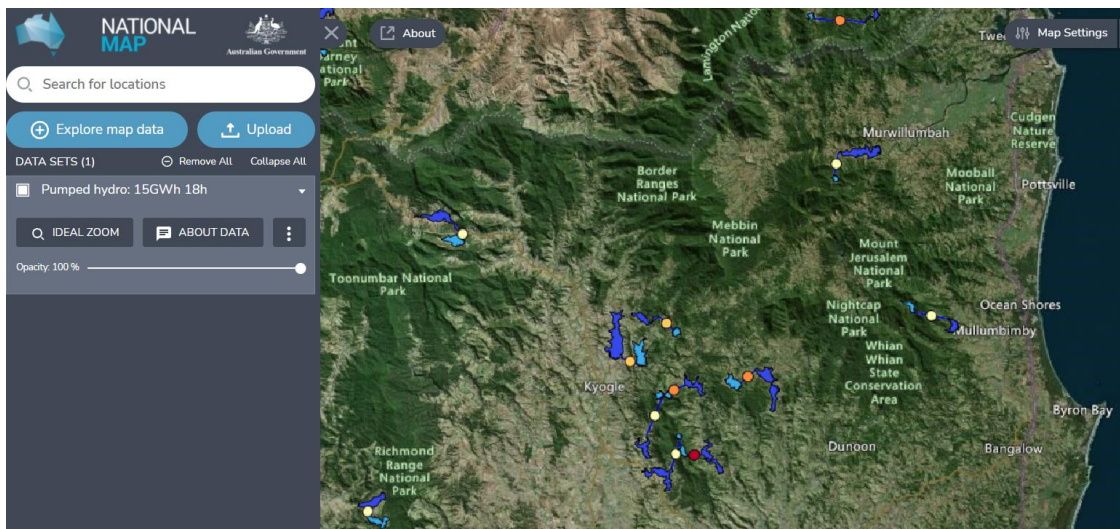 NATIONAL
MAP
Australian Government
Search for locations
Explore map data
Upload
DATA SETS (1)
Remove All
Collapse All
Pumped hydro: 15GWh 18h
IDEAL ZOOM
ABOUT DATA
Opacity: 100 %
About
Map Settings
National
Park
Lamington
Murwillumbah
Cudgen
Nature
Reserve
Border
Ranges
National Park
Mooball
National
Park
Pottsville
Mebbin
National
Park
Mount
Jerusalem
National
Park
Toonumbar National
Park
Nightcap
National
Park
Ocean Shores
Mullumbimby
Whian
Whian
State
Conservation
Area
Kyogle
Byron Bay
Dunoon
Bangalow
Richmond
Range
National
Park